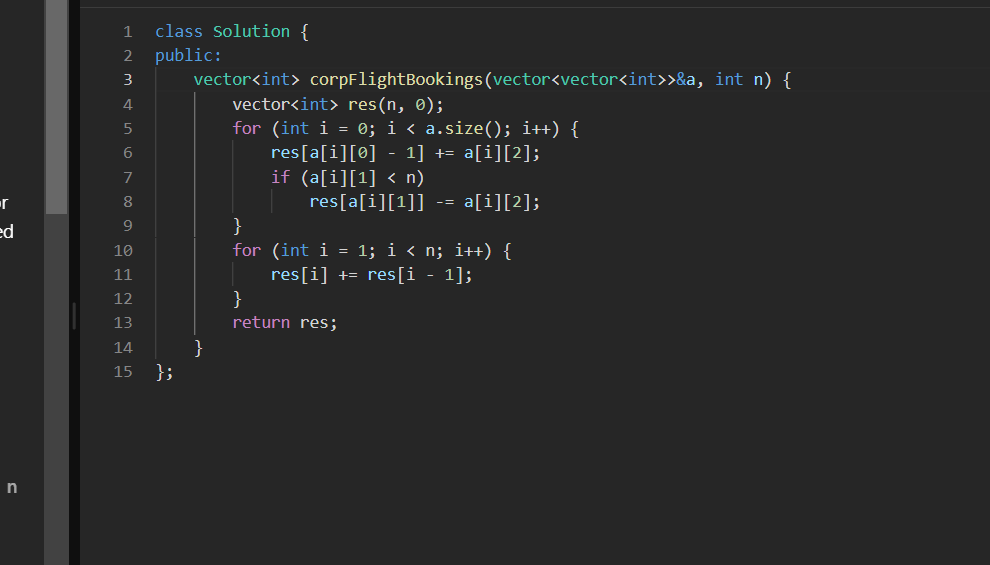 1 class Solution {
2 public:
3     vector<int> corpFlightBookings(vector<vector<int>>&a, int n) {
4         vector<int> res(n, 0);
5         for (int i = 0; i < a.size(); i++) {
6             res[a[i][0] - 1] += a[i][2];
7             if (a[i][1] < n)
8                 res[a[i][1]] -= a[i][2];
9         }
10         for (int i = 1; i < n; i++) {
11             res[i] += res[i - 1];
12         }
13         return res;
14     }
15 };
n